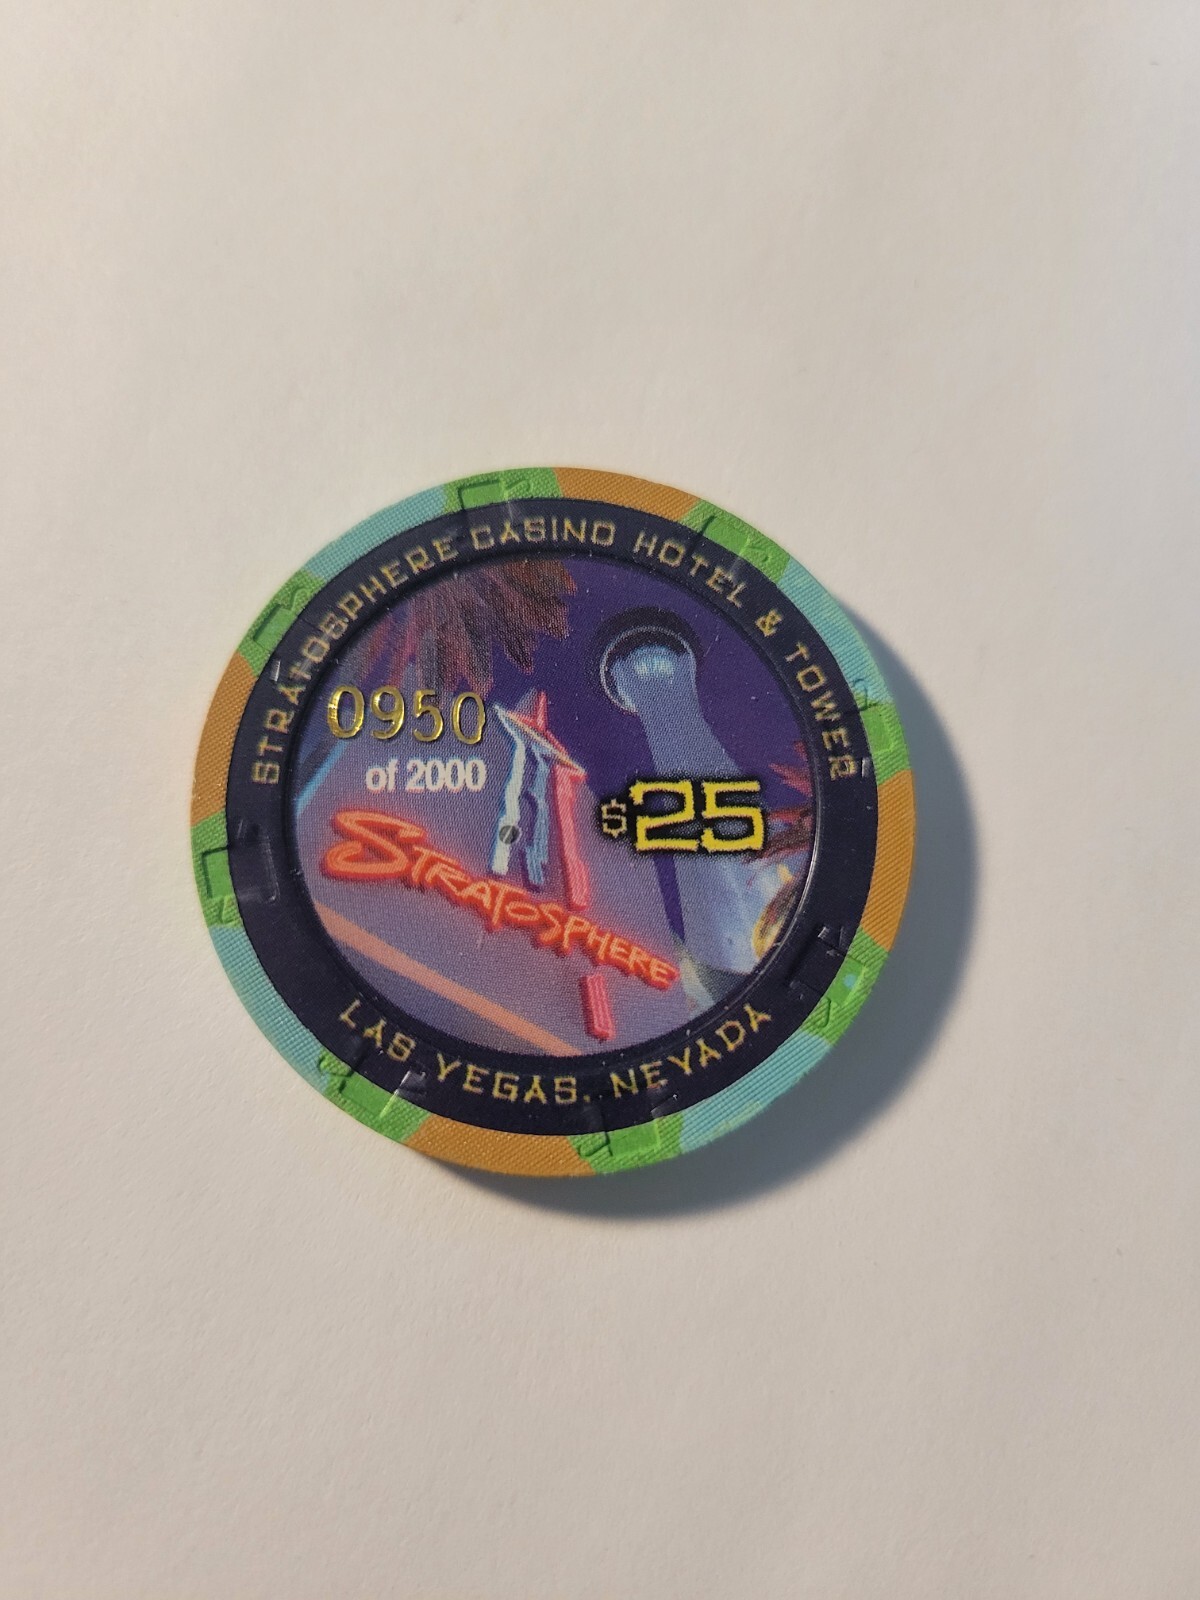 STRATOSPHERE CASINO HOTEL & TOWER
0950
of 2000
$25
STRATOSPHERE
LAS VEGAS, NEVADA